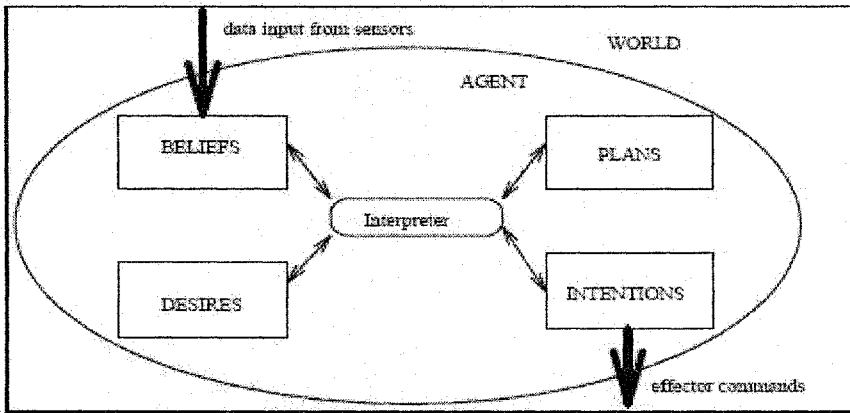 data input from sensors
WORLD
AGENT
BELIEFS
PLANS
Interpreter
DESIRES
INTENTIONS
effector commands